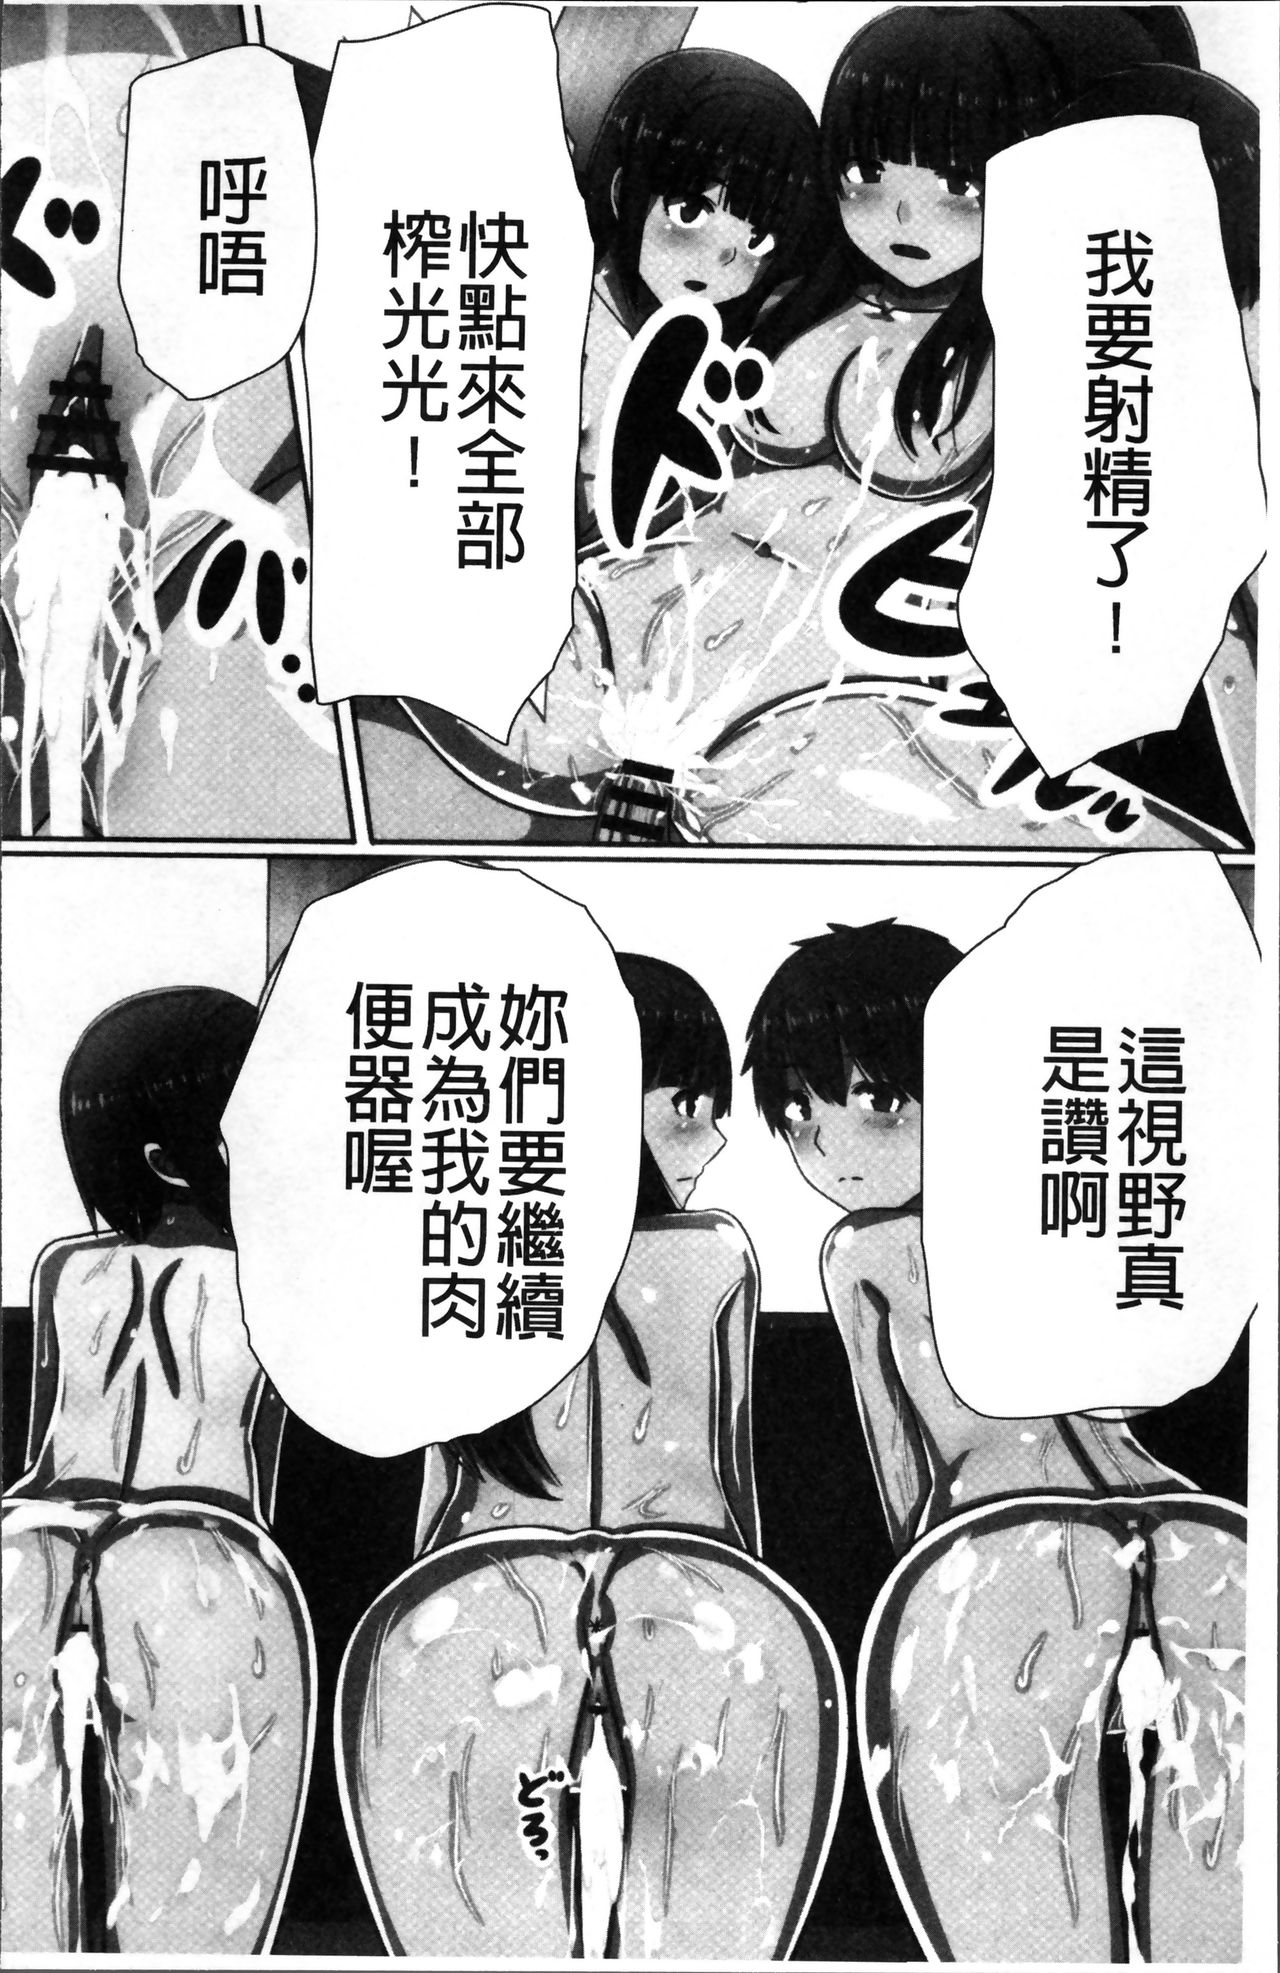 我要射精了！
快點來全部
榨光光！
呼唔
這視野真
是讚啊
妳們要繼續
成為我的肉
便器喔
どろっ